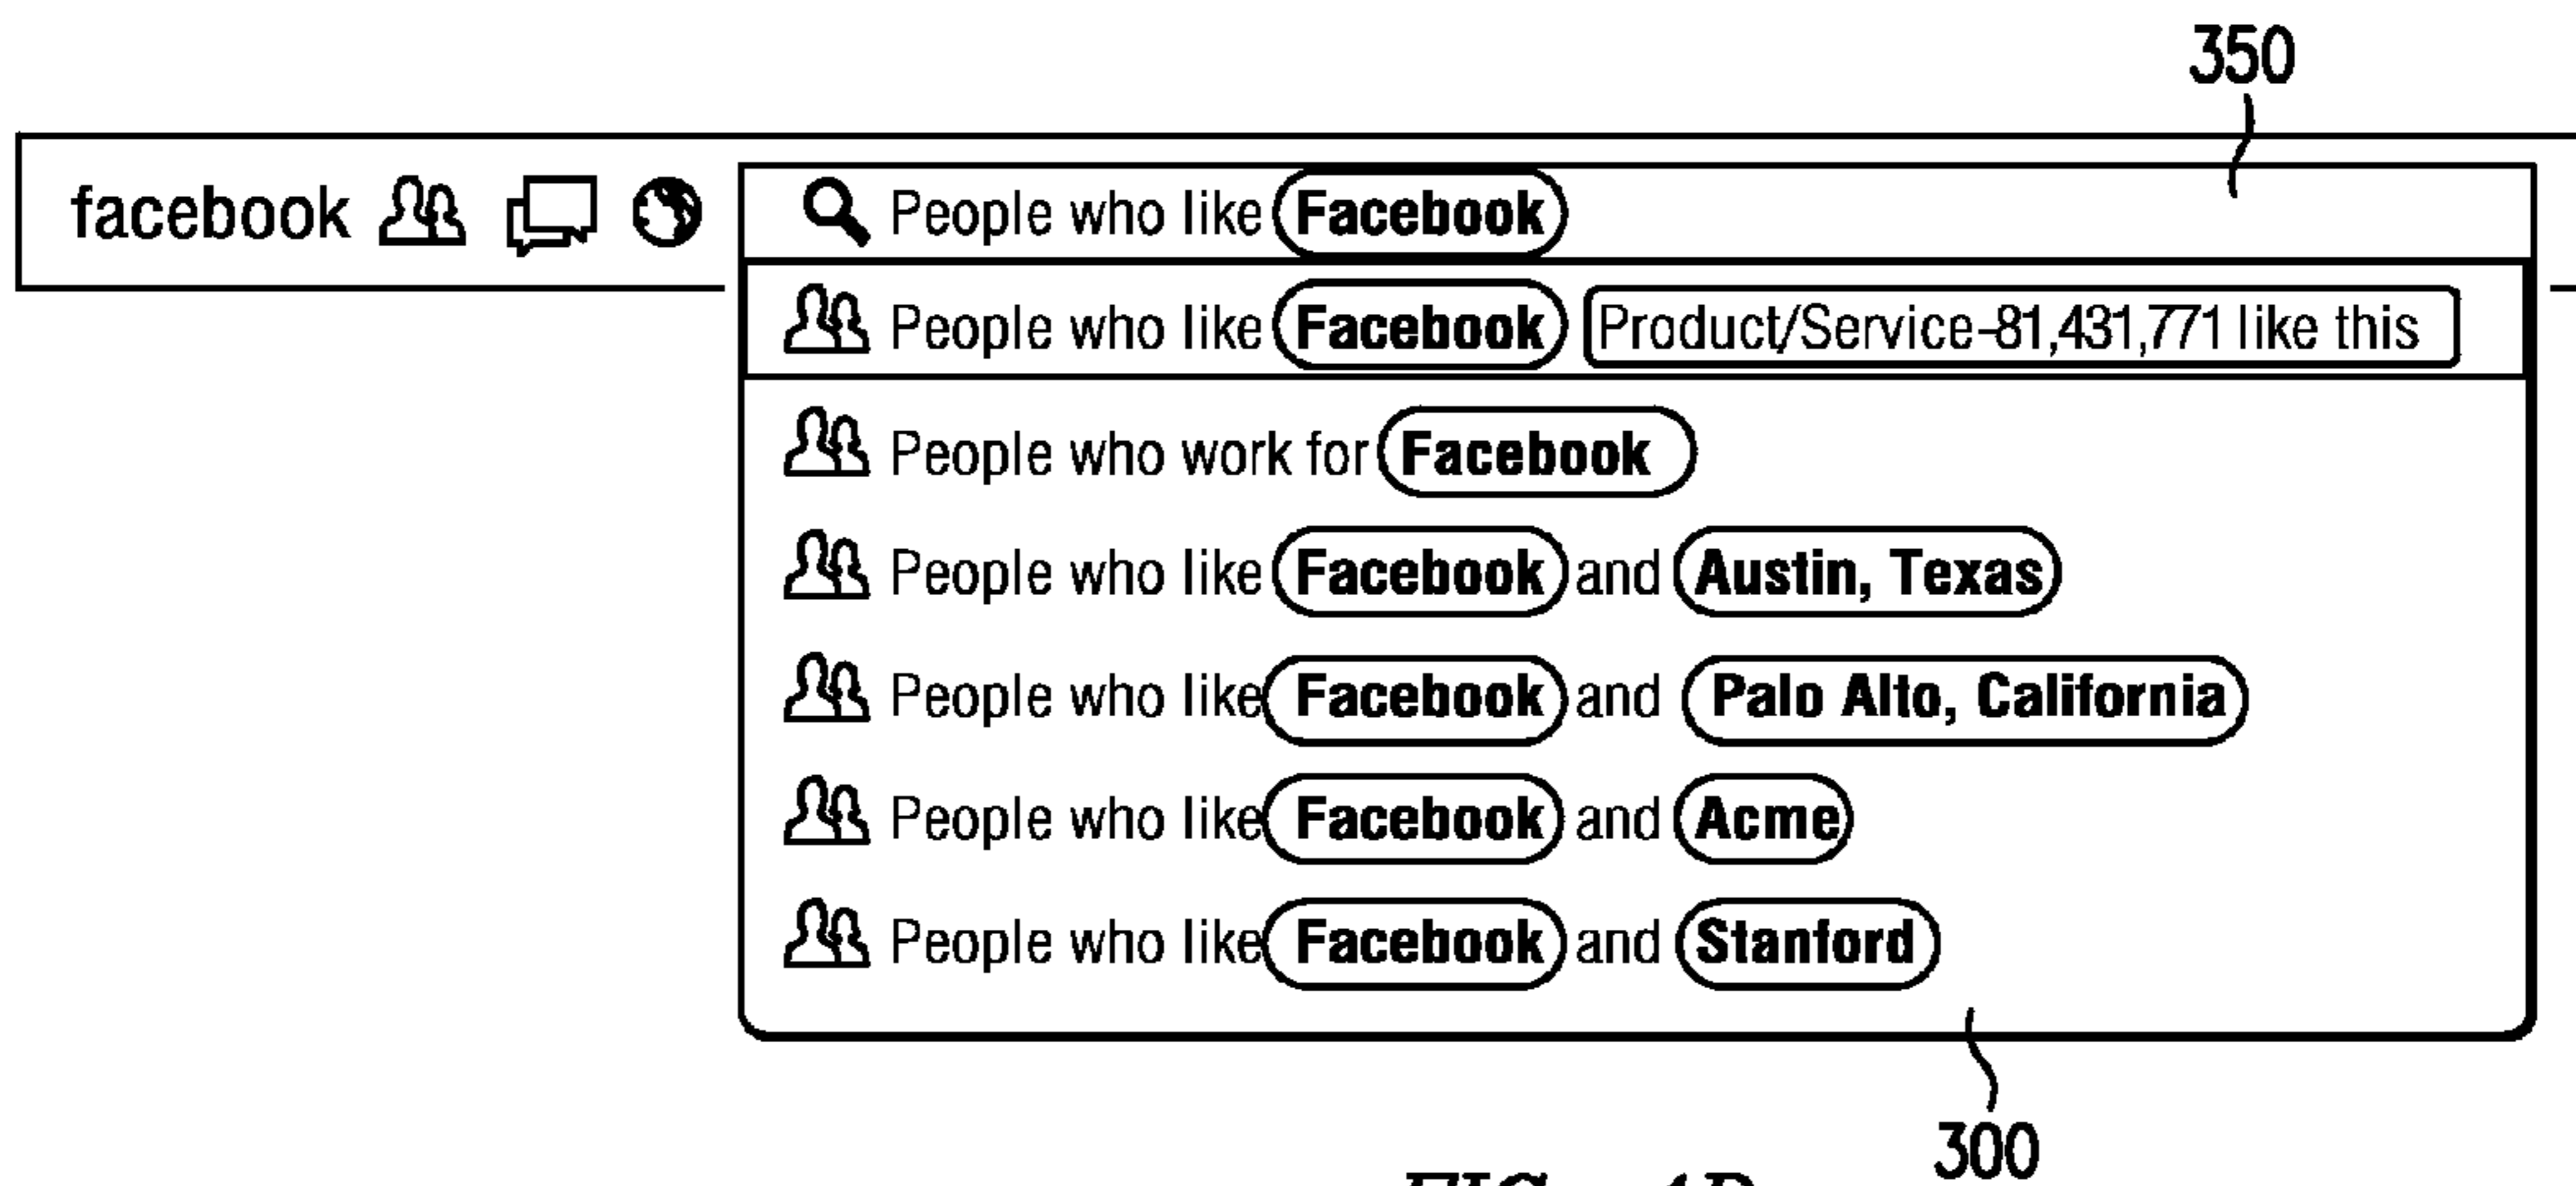 350
facebook People who like Facebook
People who like Facebook Product/Service-81,431,771 like this
People who work for Facebook
People who like Facebook and Austin, Texas
People who like Facebook and Palo Alto, California
People who like Facebook and Acme
People who like Facebook and Stanford
300